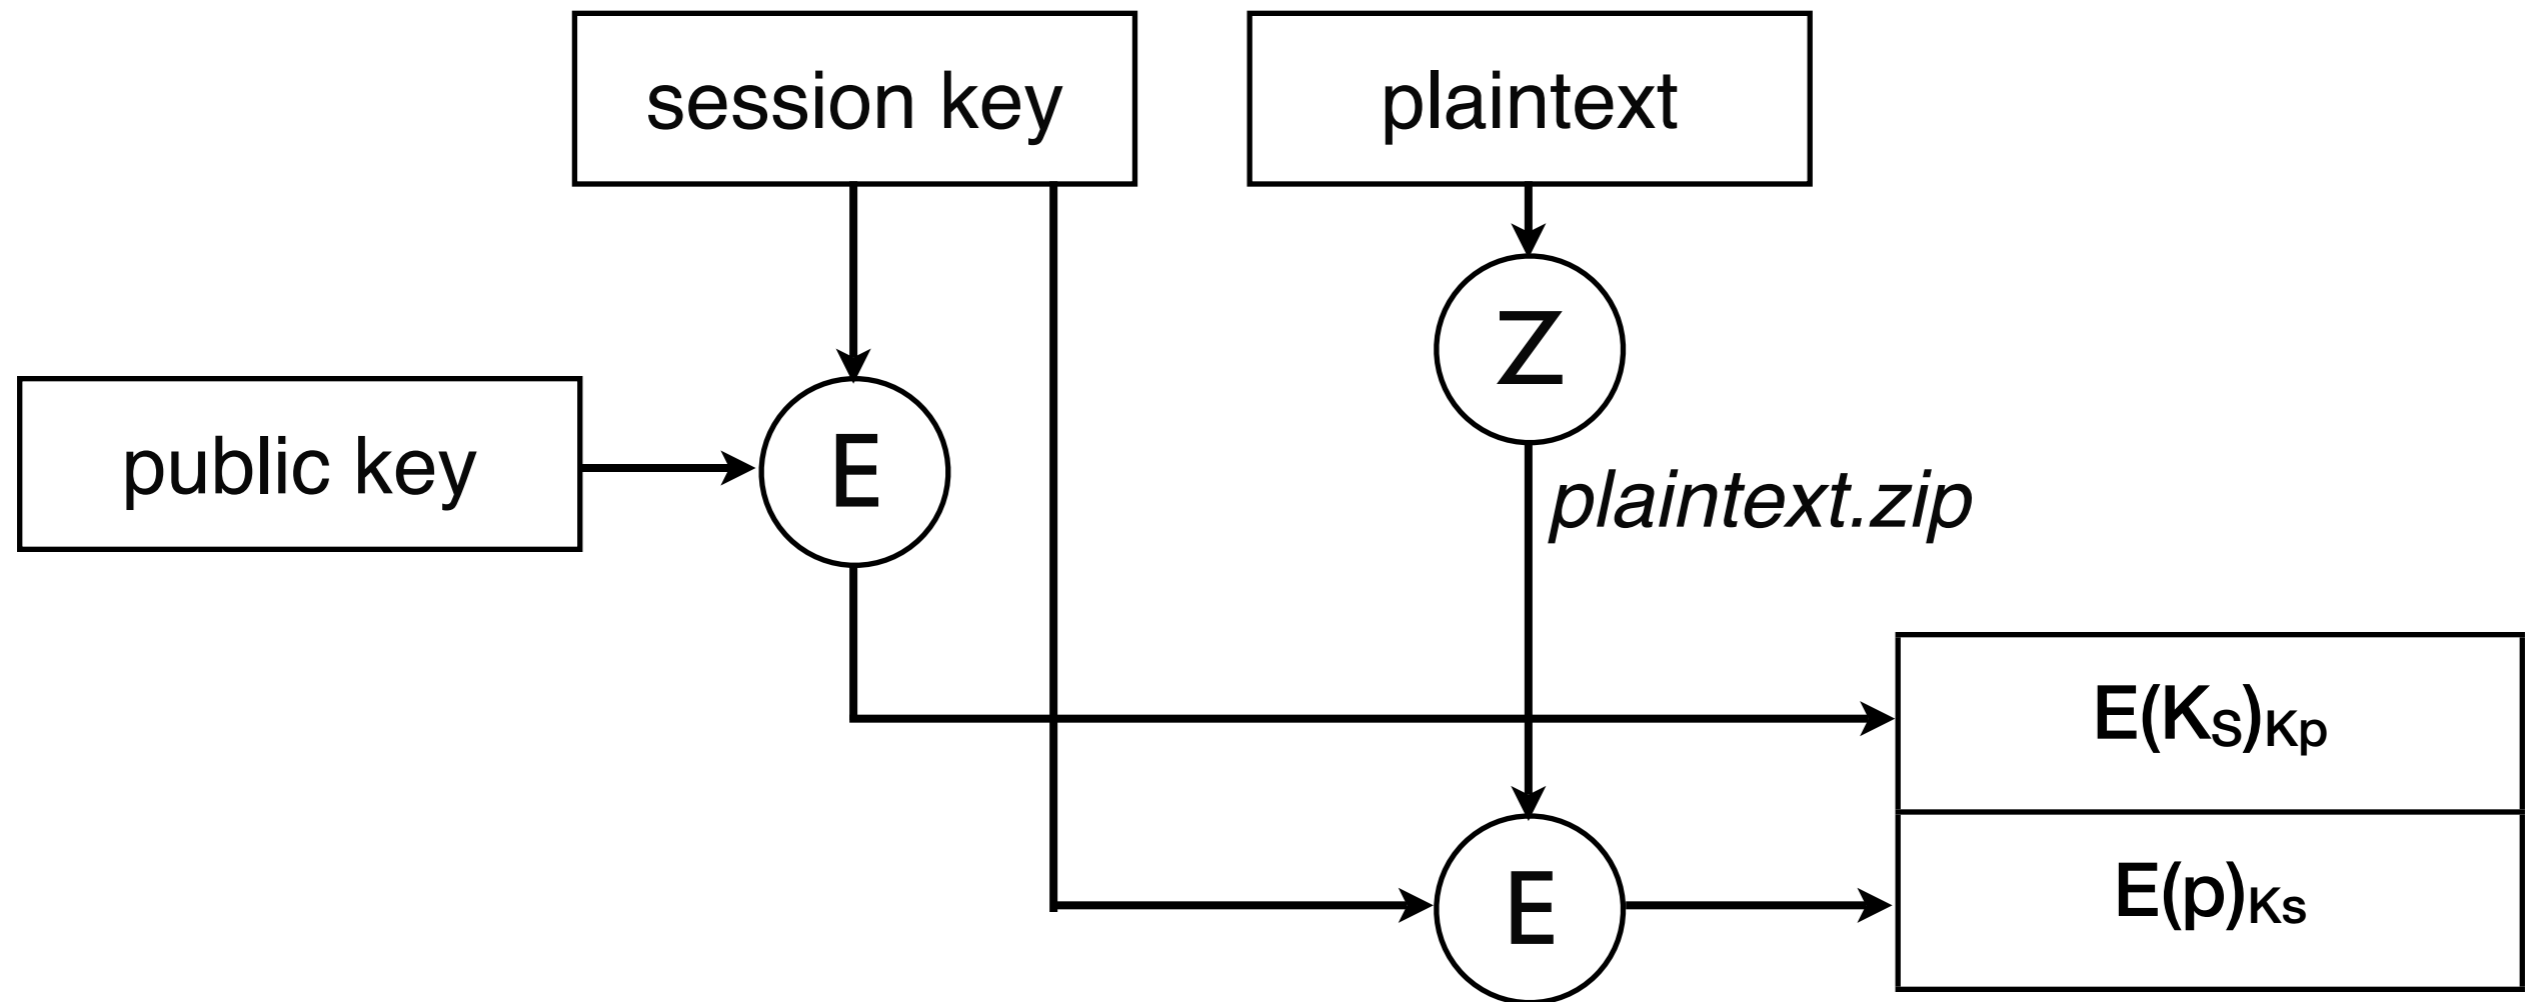 session key
plaintext
Z
public key
E
plaintext.zip
E(KS)Kp
E
E(p)Ks